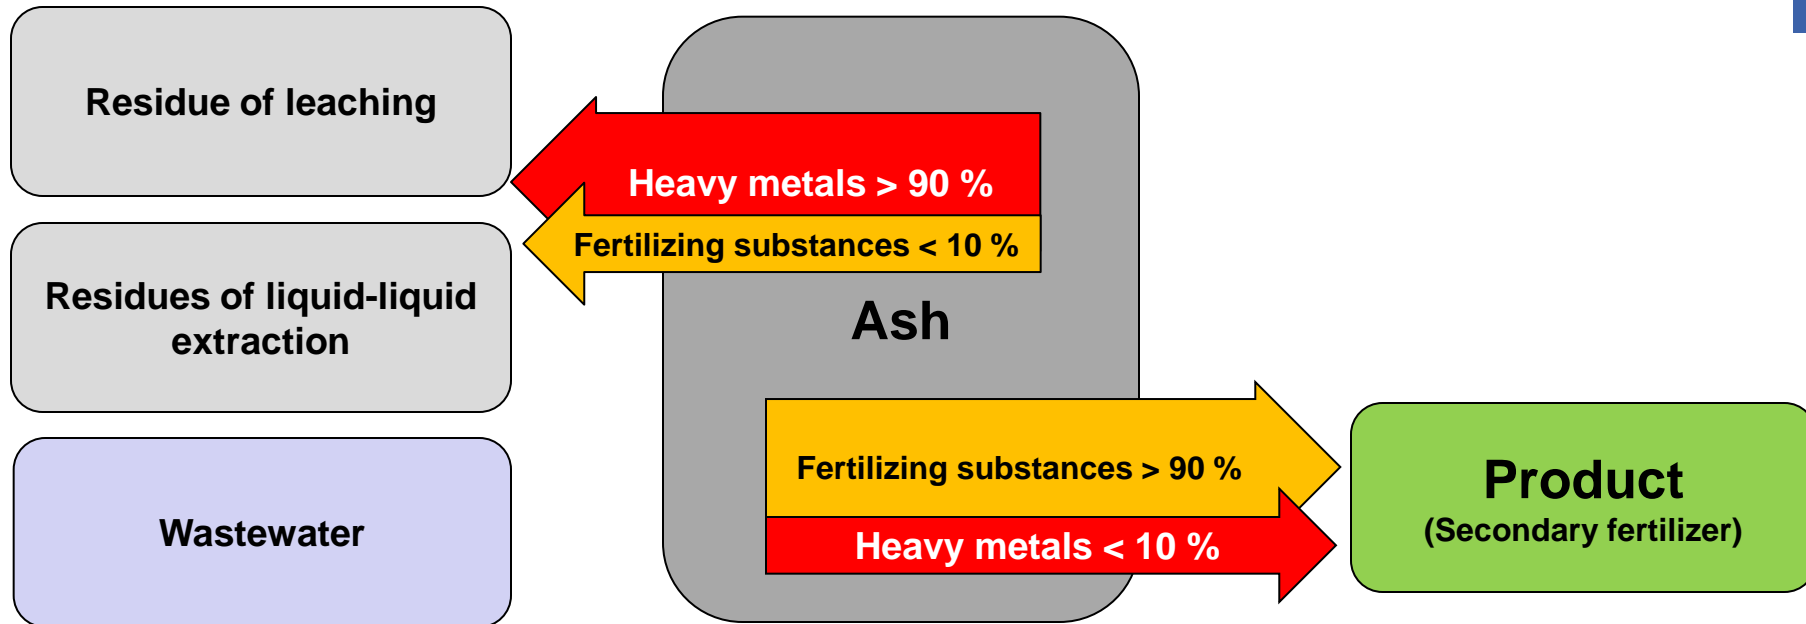 Residue of leaching
Heavy metals > 90 %
Fertilizing substances < 10 %
Residues of liquid-liquid
extraction
Ash
Fertilizing substances > 90 %
Heavy metals < 10 %
Product
(Secondary fertilizer)
Wastewater